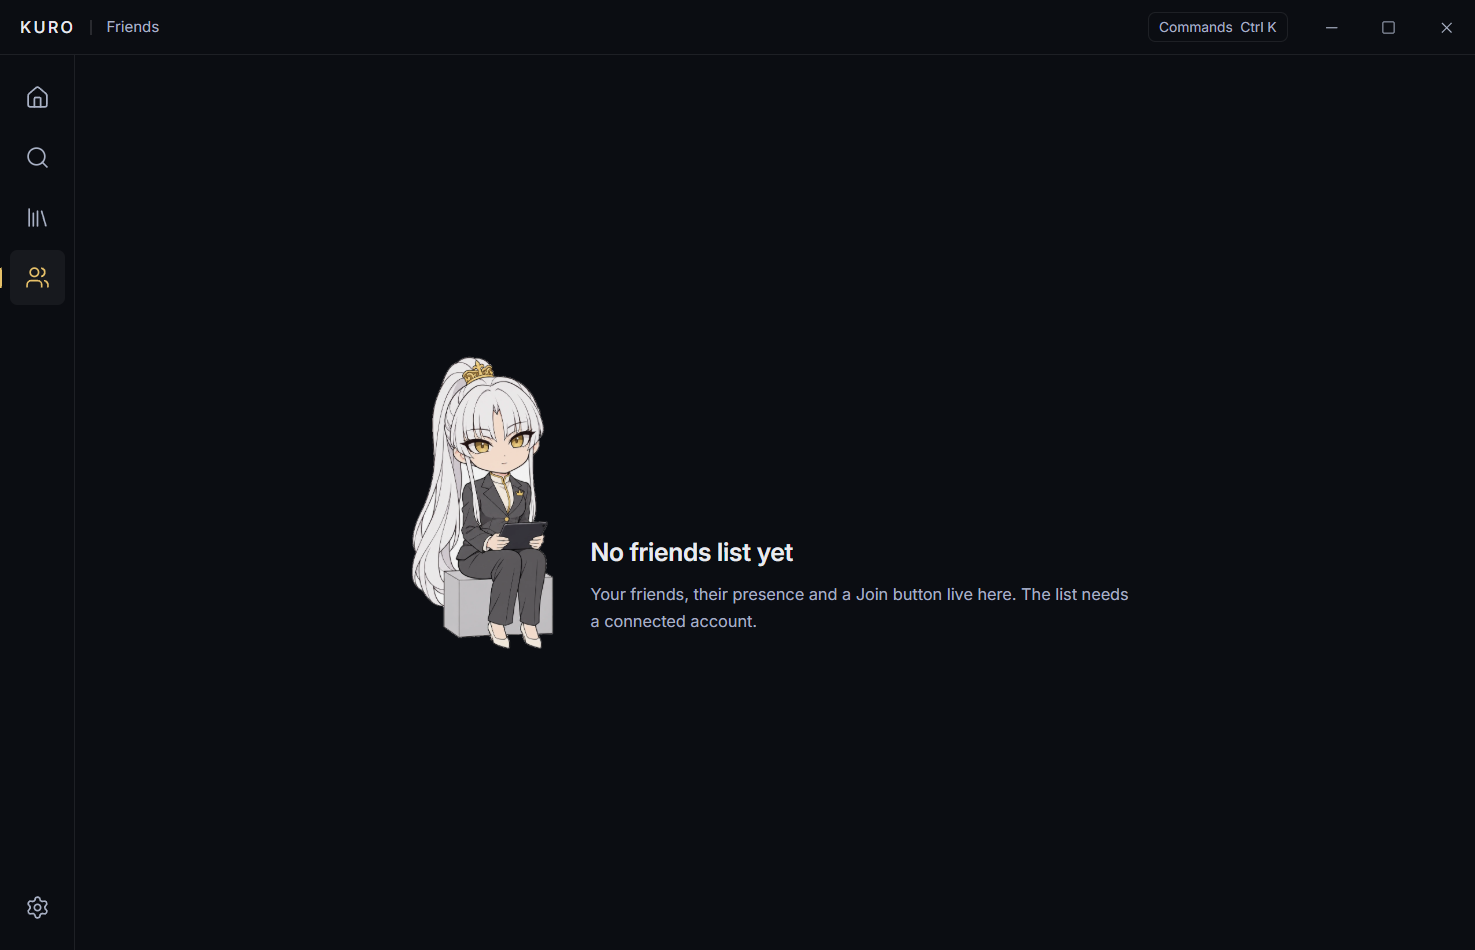 KURO | Friends
Commands Ctrl K
No friends list yet
Your friends, their presence and a Join button live here. The list needs
a connected account.